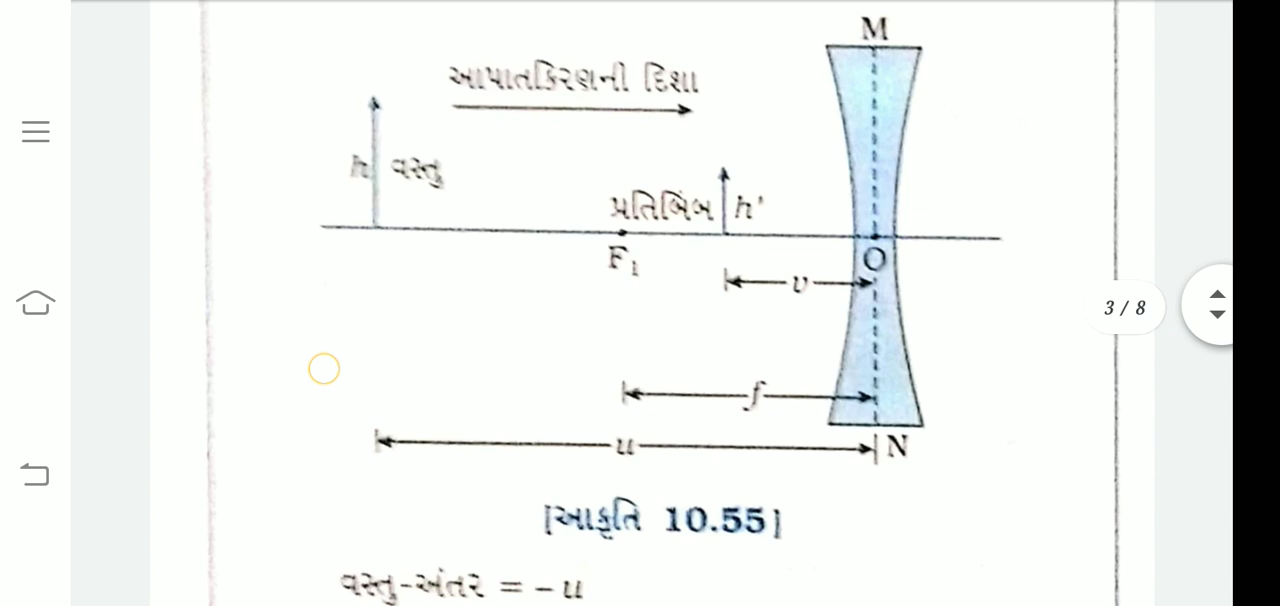 M
આપાતકિરણની દિશા
h વસ્તુ
પ્રતિબિંબ h'
F₁
O
v
3 / 8
f
u
N
[આકૃતિ 10.55]
વસ્તુ-અંતર = – u